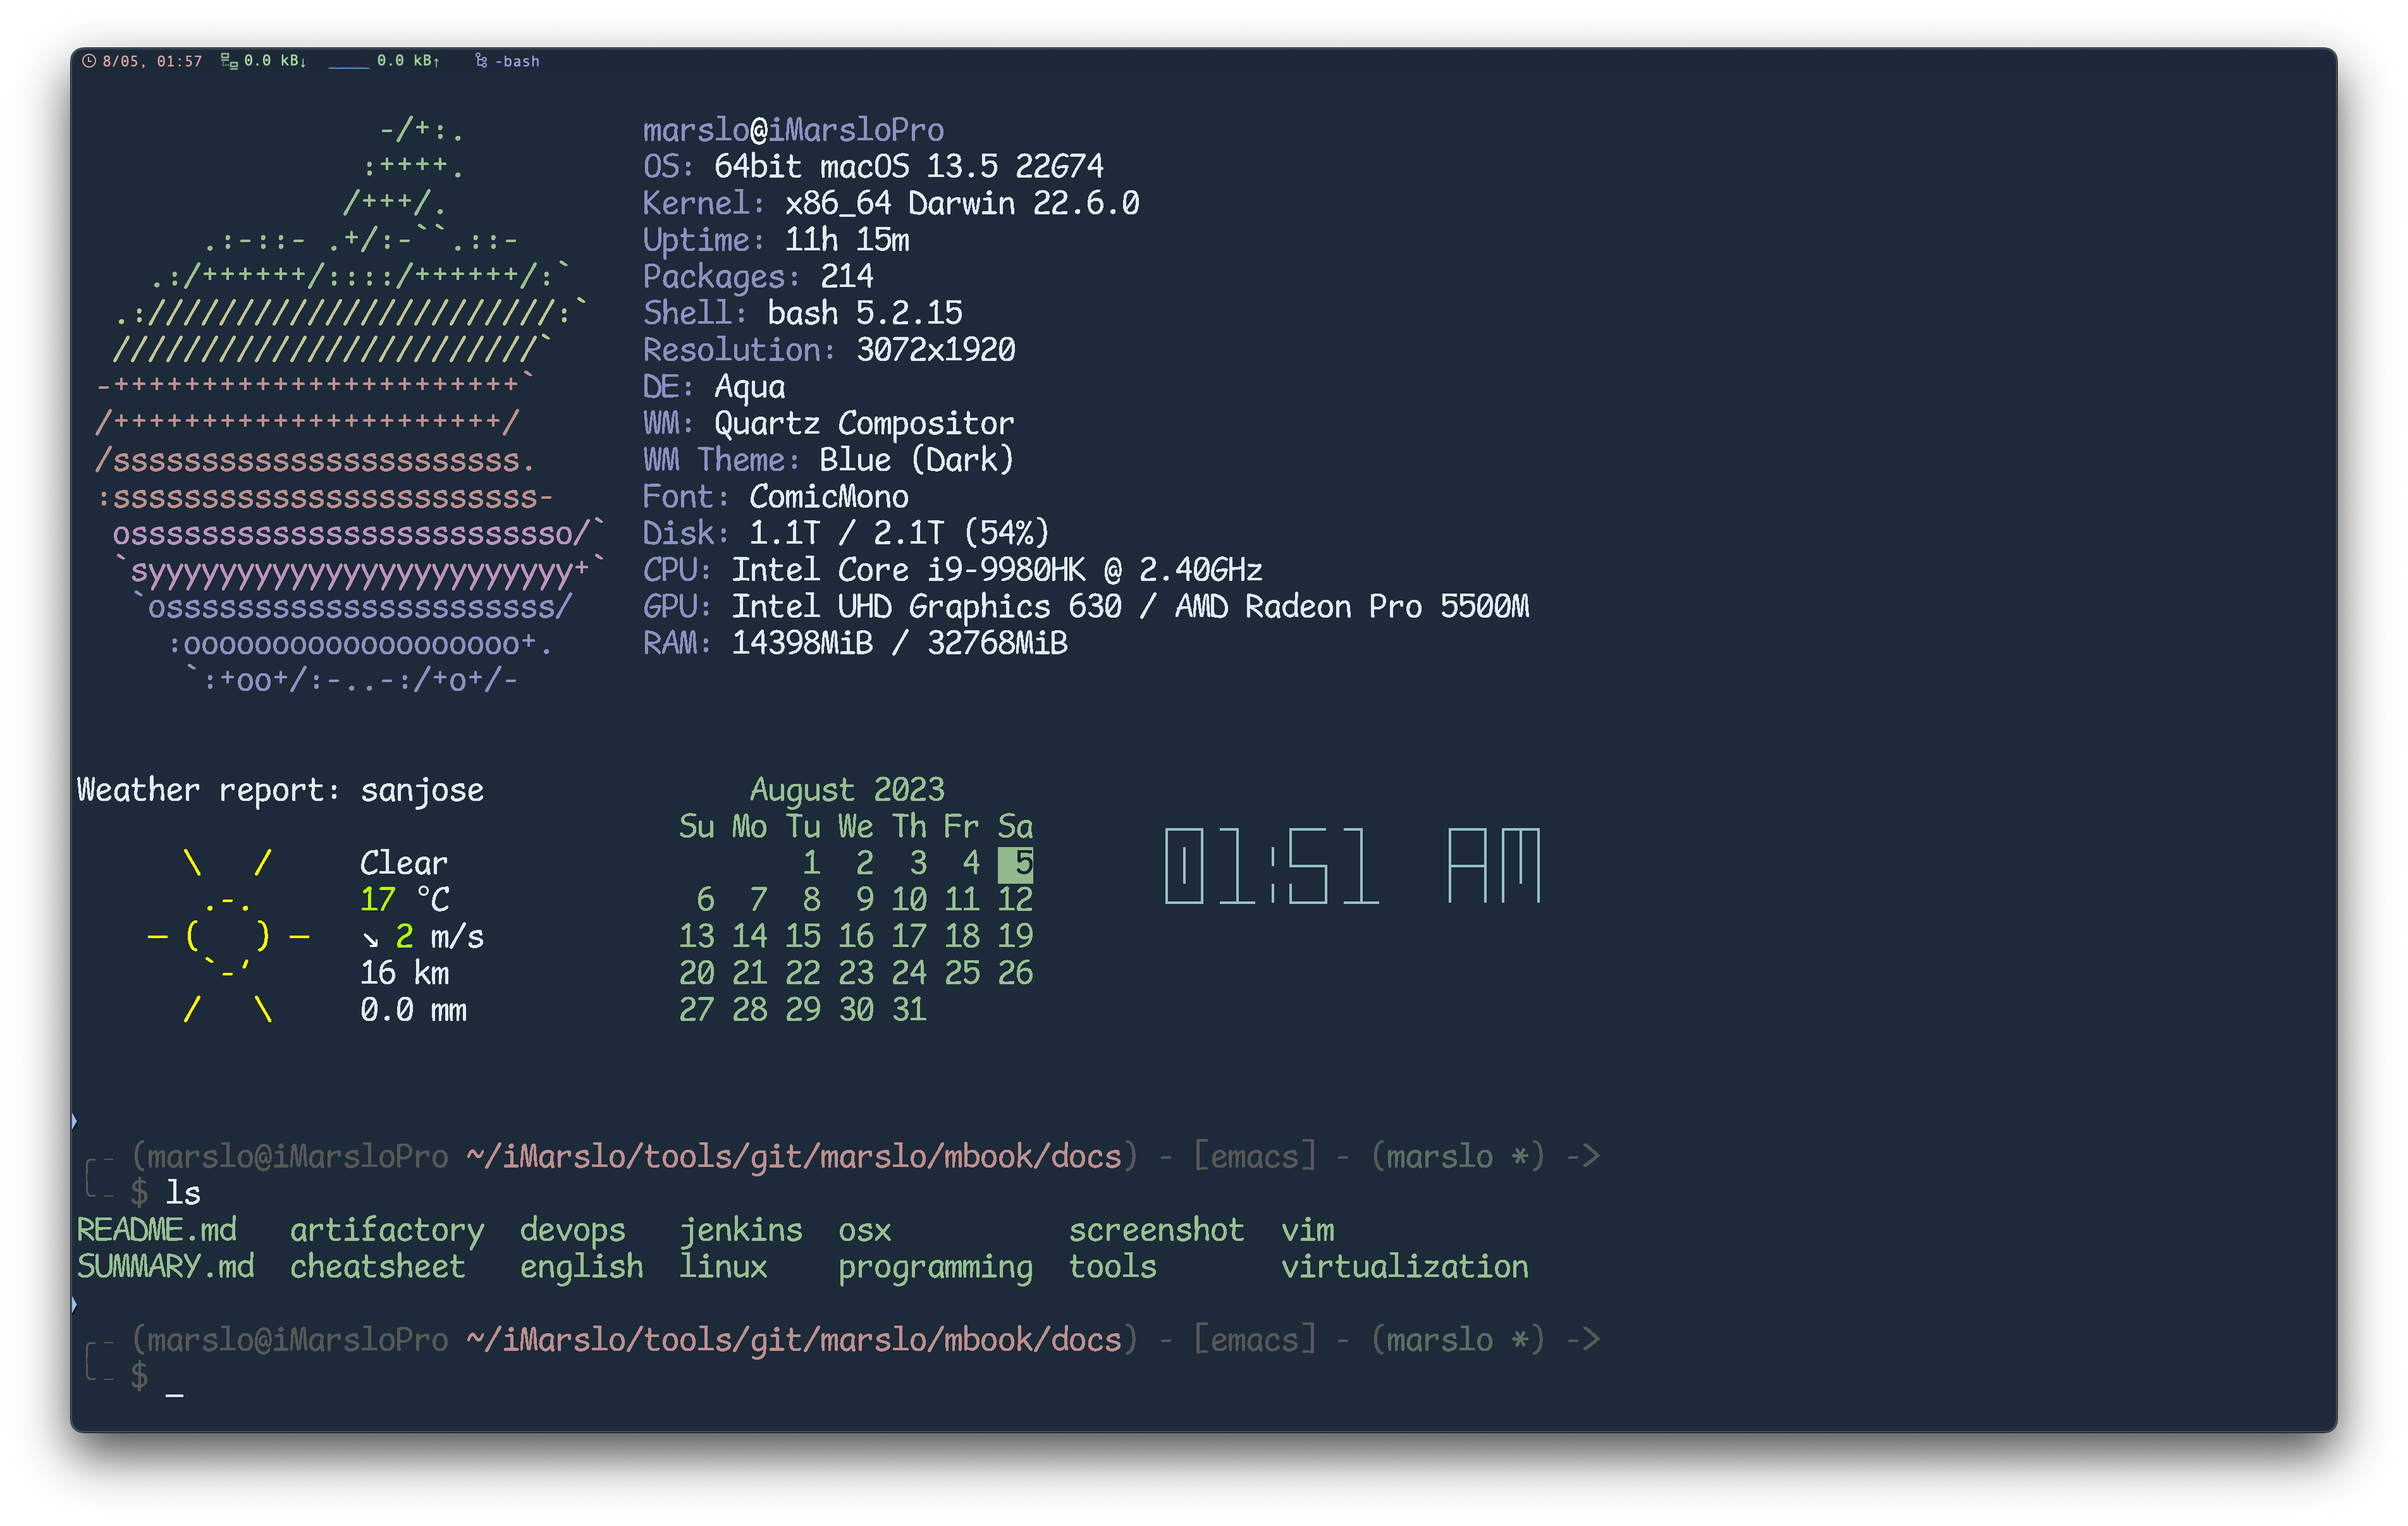 8/05, 01:57 0.0 kB↓ 0.0 kB↑ -bash
-/+:.
:++++.
/+++/.
.:-::- .+/:-``.::-
.:/++++++/::::/++++++/:`
.:///////////////////////:`
////////////////////////`
-+++++++++++++++++++++++`
/++++++++++++++++++++++/
/sssssssssssssssssssssss.
:ssssssssssssssssssssssss-
osssssssssssssssssssssssso/`
`syyyyyyyyyyyyyyyyyyyyyyyy+`
`ossssssssssssssssssssss/
:ooooooooooooooooooo+.
`:+oo+/:-..-:/+o+/-
marslo@iMarsloPro
OS: 64bit macOS 13.5 22G74
Kernel: x86_64 Darwin 22.6.0
Uptime: 11h 15m
Packages: 214
Shell: bash 5.2.15
Resolution: 3072x1920
DE: Aqua
WM: Quartz Compositor
WM Theme: Blue (Dark)
Font: ComicMono
Disk: 1.1T / 2.1T (54%)
CPU: Intel Core i9-9980HK @ 2.40GHz
GPU: Intel UHD Graphics 630 / AMD Radeon Pro 5500M
RAM: 14398MiB / 32768MiB
Weather report: sanjose
Clear
17 °C
↘ 2 m/s
16 km
0.0 mm
August 2023
Su Mo Tu We Th Fr Sa
1 2 3 4 5
6 7 8 9 10 11 12
13 14 15 16 17 18 19
20 21 22 23 24 25 26
27 28 29 30 31
01:51 AM
(marslo@iMarsloPro ~/iMarslo/tools/git/marslo/mbook/docs) - [emacs] - (marslo *) ->
$ ls
README.md artifactory devops jenkins osx screenshot vim
SUMMARY.md cheatsheet english linux programming tools virtualization
(marslo@iMarsloPro ~/iMarslo/tools/git/marslo/mbook/docs) - [emacs] - (marslo *) ->
$ _